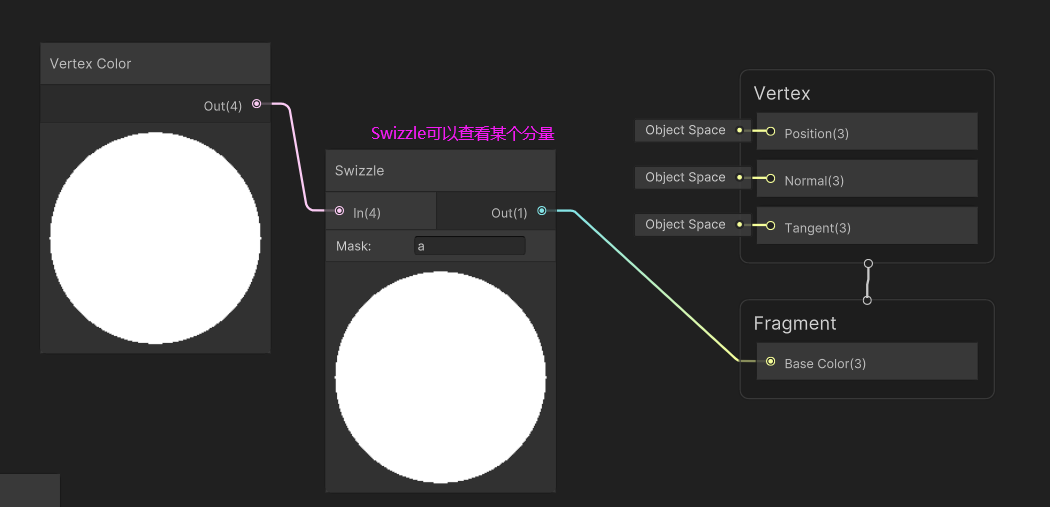 Vertex Color
Out(4)
Swizzle可以查看某个分量
Swizzle
In(4) Out(1)
Mask: a
Vertex
Object Space Position(3)
Object Space Normal(3)
Object Space Tangent(3)
Fragment
Base Color(3)